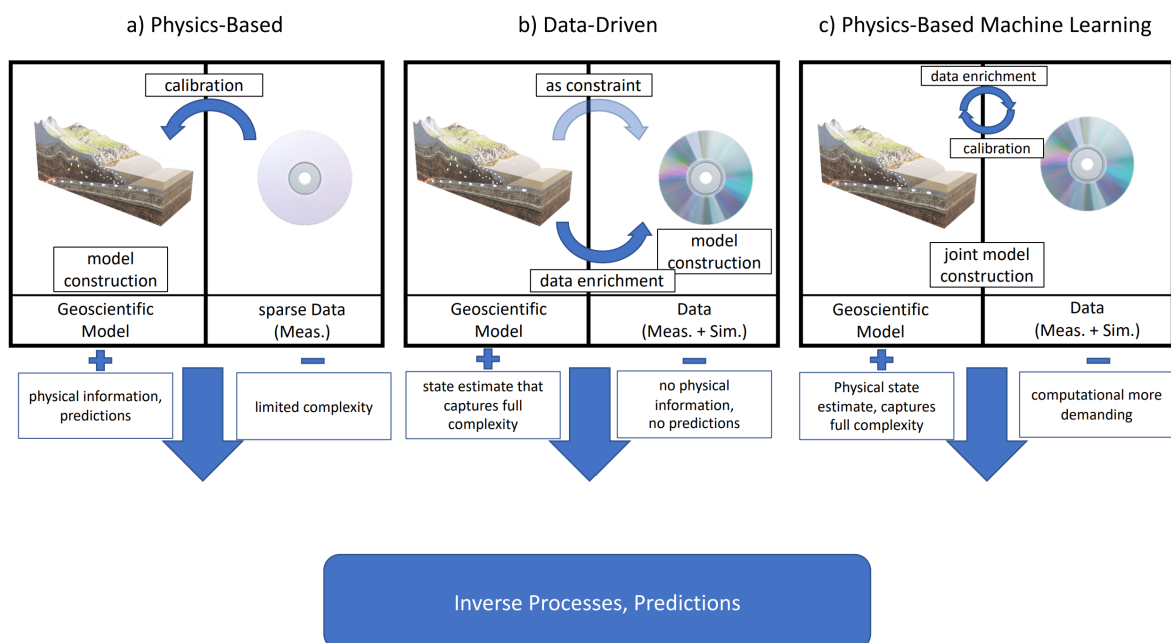 a) Physics-Based
calibration
model
construction
Geoscientific
Model
sparse Data
(Meas.)
physical information,
predictions
limited complexity
b) Data-Driven
as constraint
model
construction
data enrichment
Geoscientific
Model
Data
(Meas. + Sim.)
state estimate that
captures full
complexity
no physical
information,
no predictions
c) Physics-Based Machine Learning
data enrichment
calibration
joint model
construction
Geoscientific
Model
Data
(Meas. + Sim.)
Physical state
estimate, captures
full complexity
computational more
demanding
Inverse Processes, Predictions